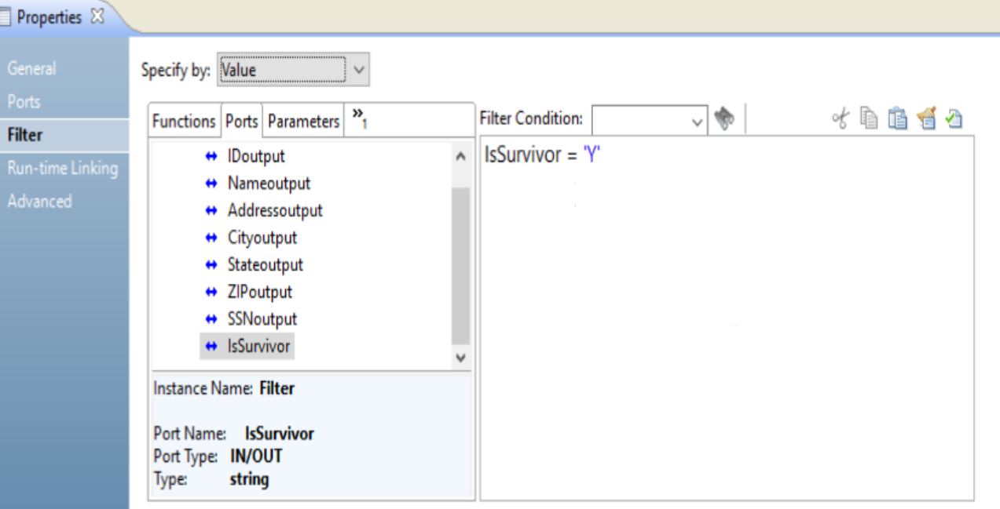 Properties
General
Ports
Filter
Run-time Linking
Advanced
Specify by: Value
Functions Ports Parameters »1
IDoutput
Nameoutput
Addressoutput
Cityoutput
Stateoutput
ZIPoutput
SSNoutput
IsSurvivor
Instance Name: Filter
Port Name: IsSurvivor
Port Type: IN/OUT
Type: string
Filter Condition:
IsSurvivor = 'Y'